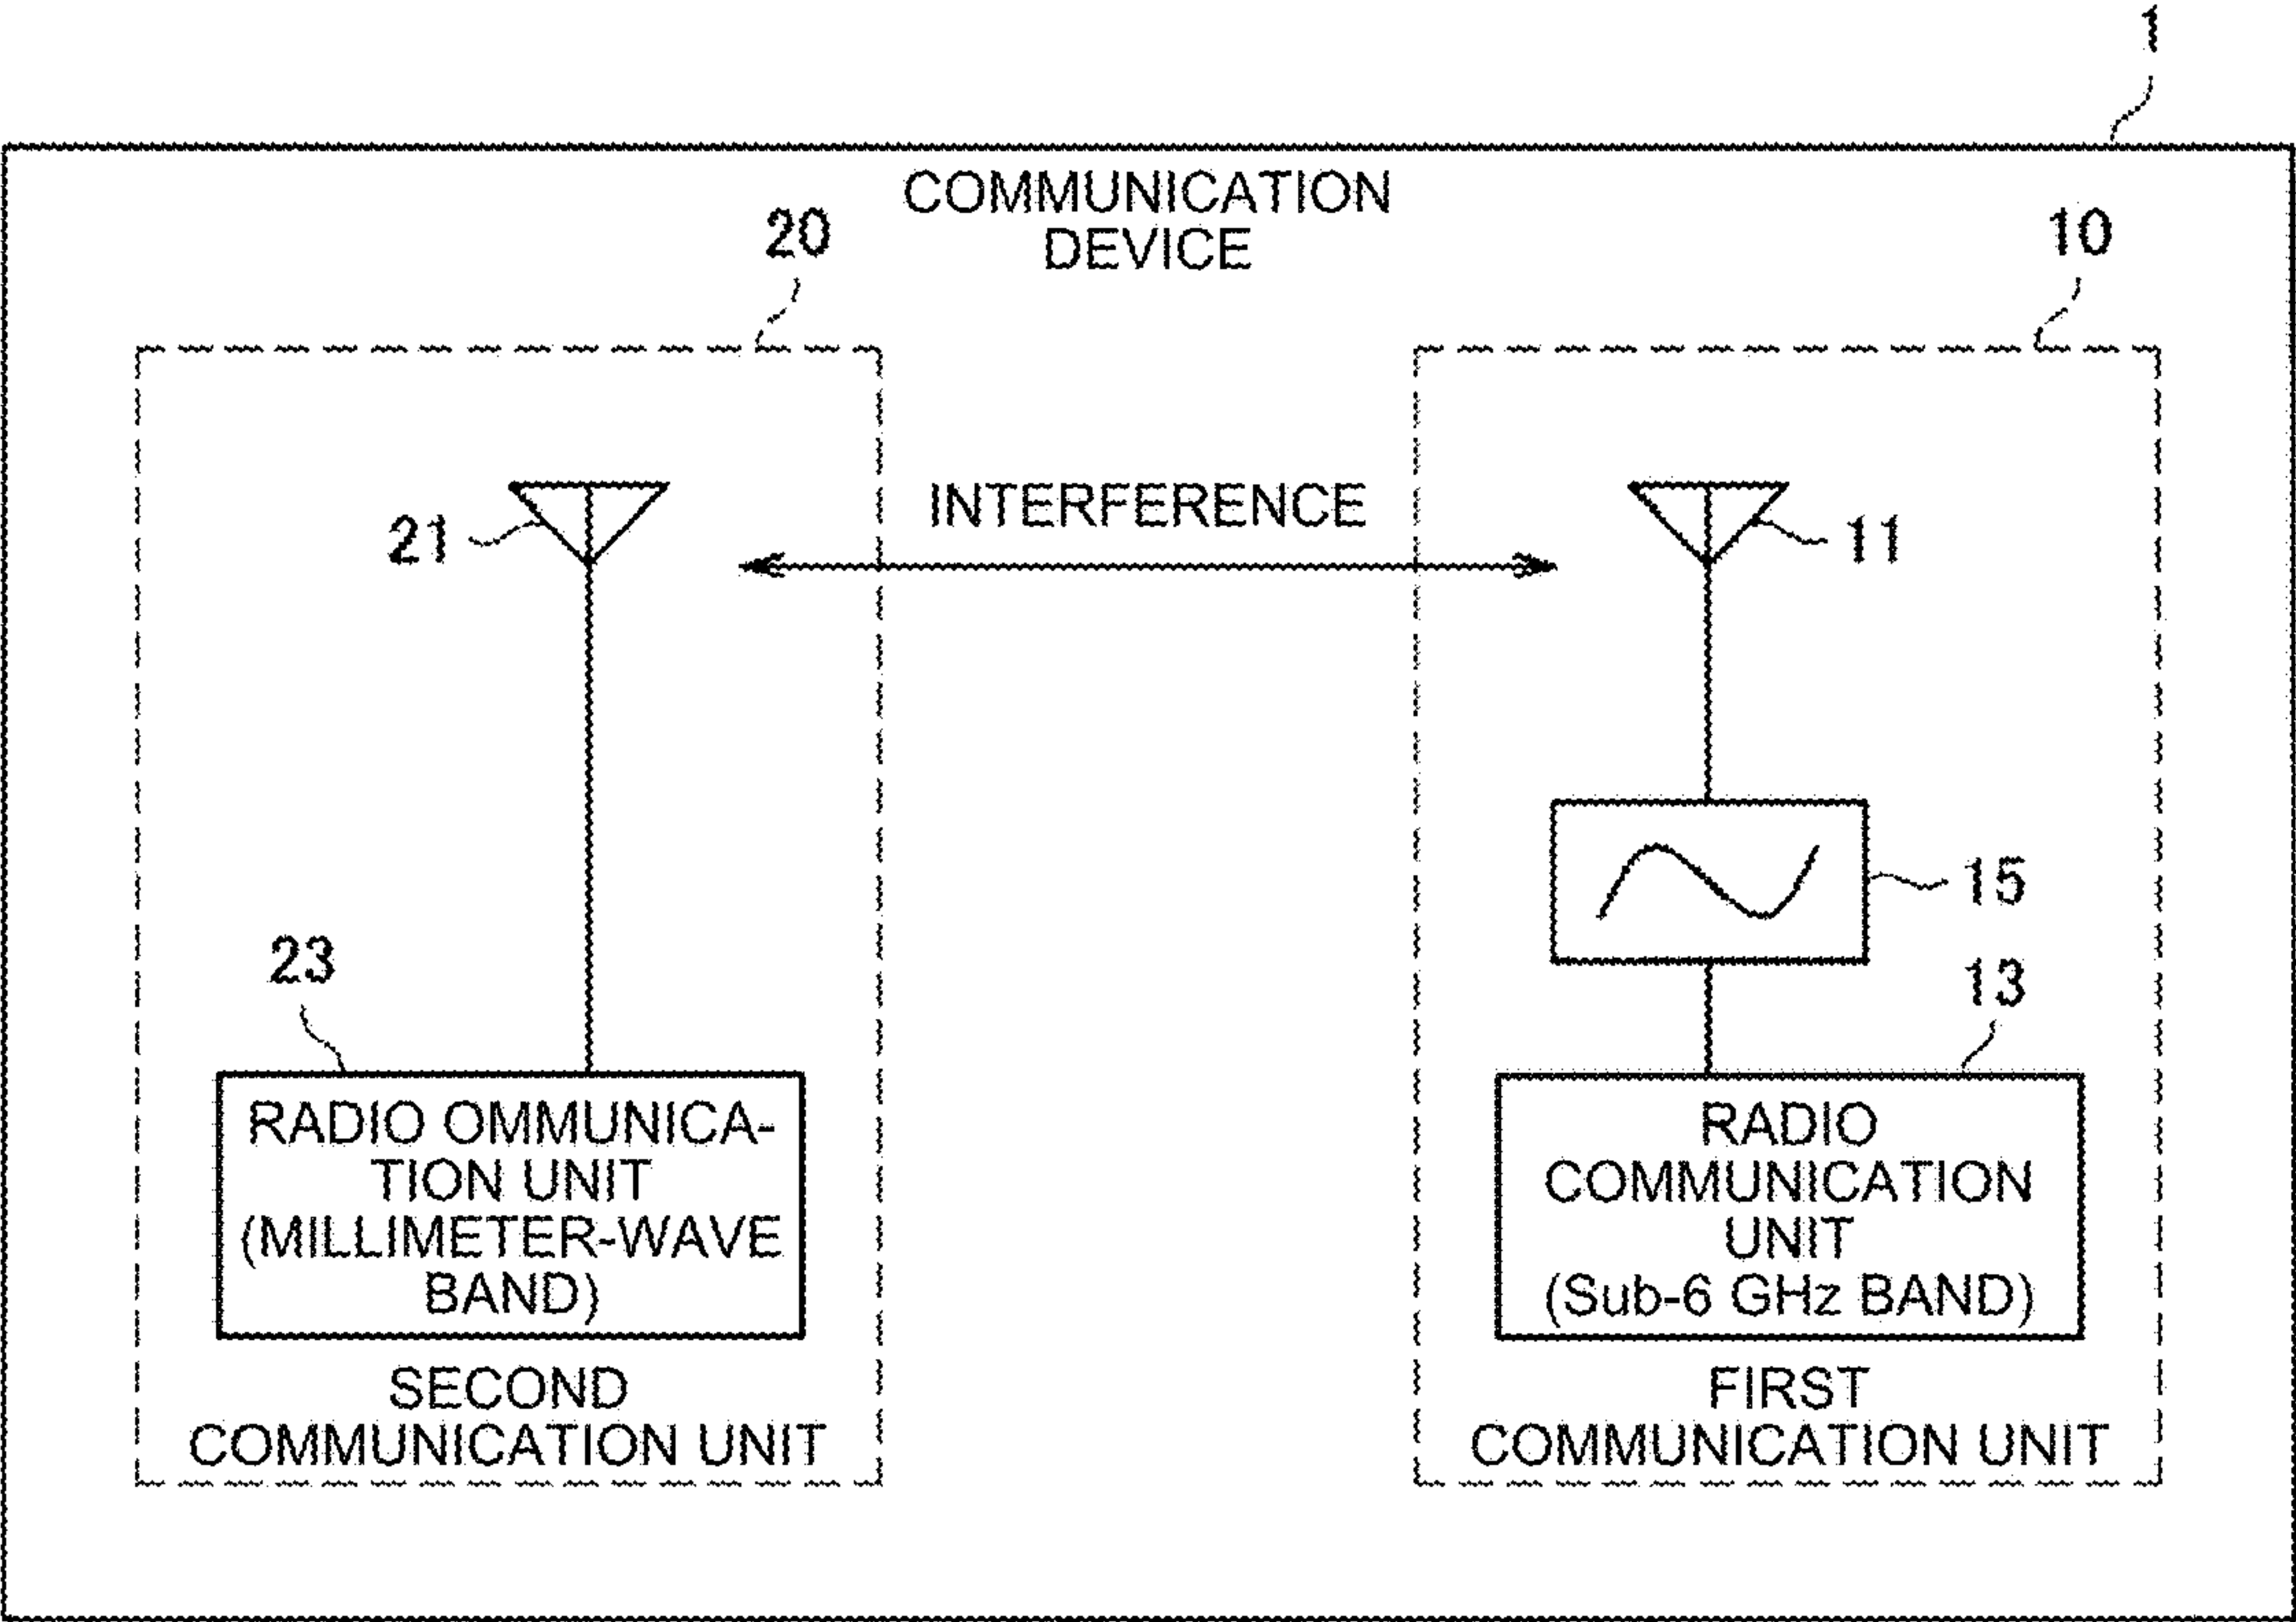 1
COMMUNICATION
DEVICE
20
10
INTERFERENCE
21
11
15
23
13
RADIO OMMUNICA-
TION UNIT
(MILLIMETER-WAVE
BAND)
RADIO
COMMUNICATION
UNIT
(Sub-6 GHz BAND)
SECOND
COMMUNICATION UNIT
FIRST
COMMUNICATION UNIT